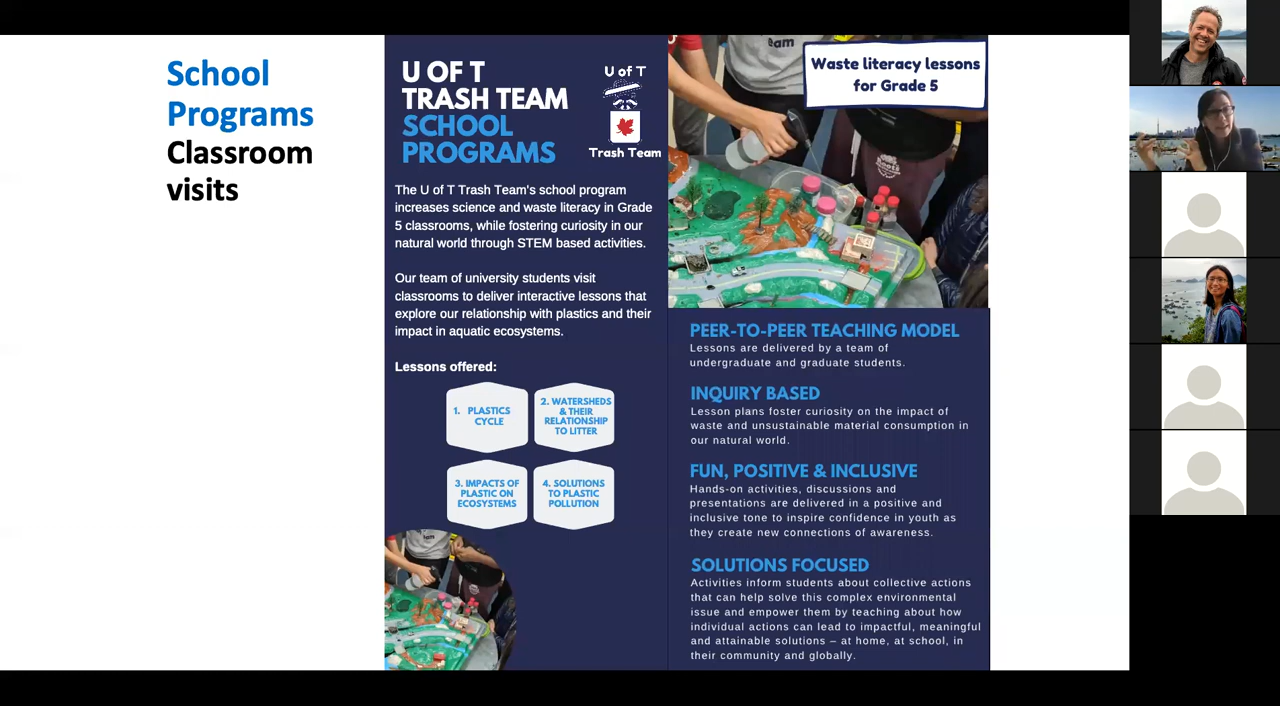 School
Programs
Classroom
visits
U OF T
TRASH TEAM
SCHOOL
PROGRAMS
U of T
Trash Team
The U of T Trash Team's school program
increases science and waste literacy in Grade
5 classrooms, while fostering curiosity in our
natural world through STEM based activities.
Our team of university students visit
classrooms to deliver interactive lessons that
explore our relationship with plastics and their
impact in aquatic ecosystems.
Lessons offered:
1. PLASTICS
CYCLE
2. WATERSHEDS
& THEIR
RELATIONSHIP
TO LITTER
3. IMPACTS OF
PLASTIC ON
ECOSYSTEMS
4. SOLUTIONS
TO PLASTIC
POLLUTION
Team
Team
Waste literacy lessons
for Grade 5
Roots
PEER-TO-PEER TEACHING MODEL
Lessons are delivered by a team of
undergraduate and graduate students.
INQUIRY BASED
Lesson plans foster curiosity on the impact of
waste and unsustainable material consumption in
our natural world.
FUN, POSITIVE & INCLUSIVE
Hands-on activities, discussions and
presentations are delivered in a positive and
inclusive tone to inspire confidence in youth as
they create new connections of awareness.
SOLUTIONS FOCUSED
Activities inform students about collective actions
that can help solve this complex environmental
issue and empower them by teaching about how
individual actions can lead to impactful, meaningful
and attainable solutions – at home, at school, in
their community and globally.